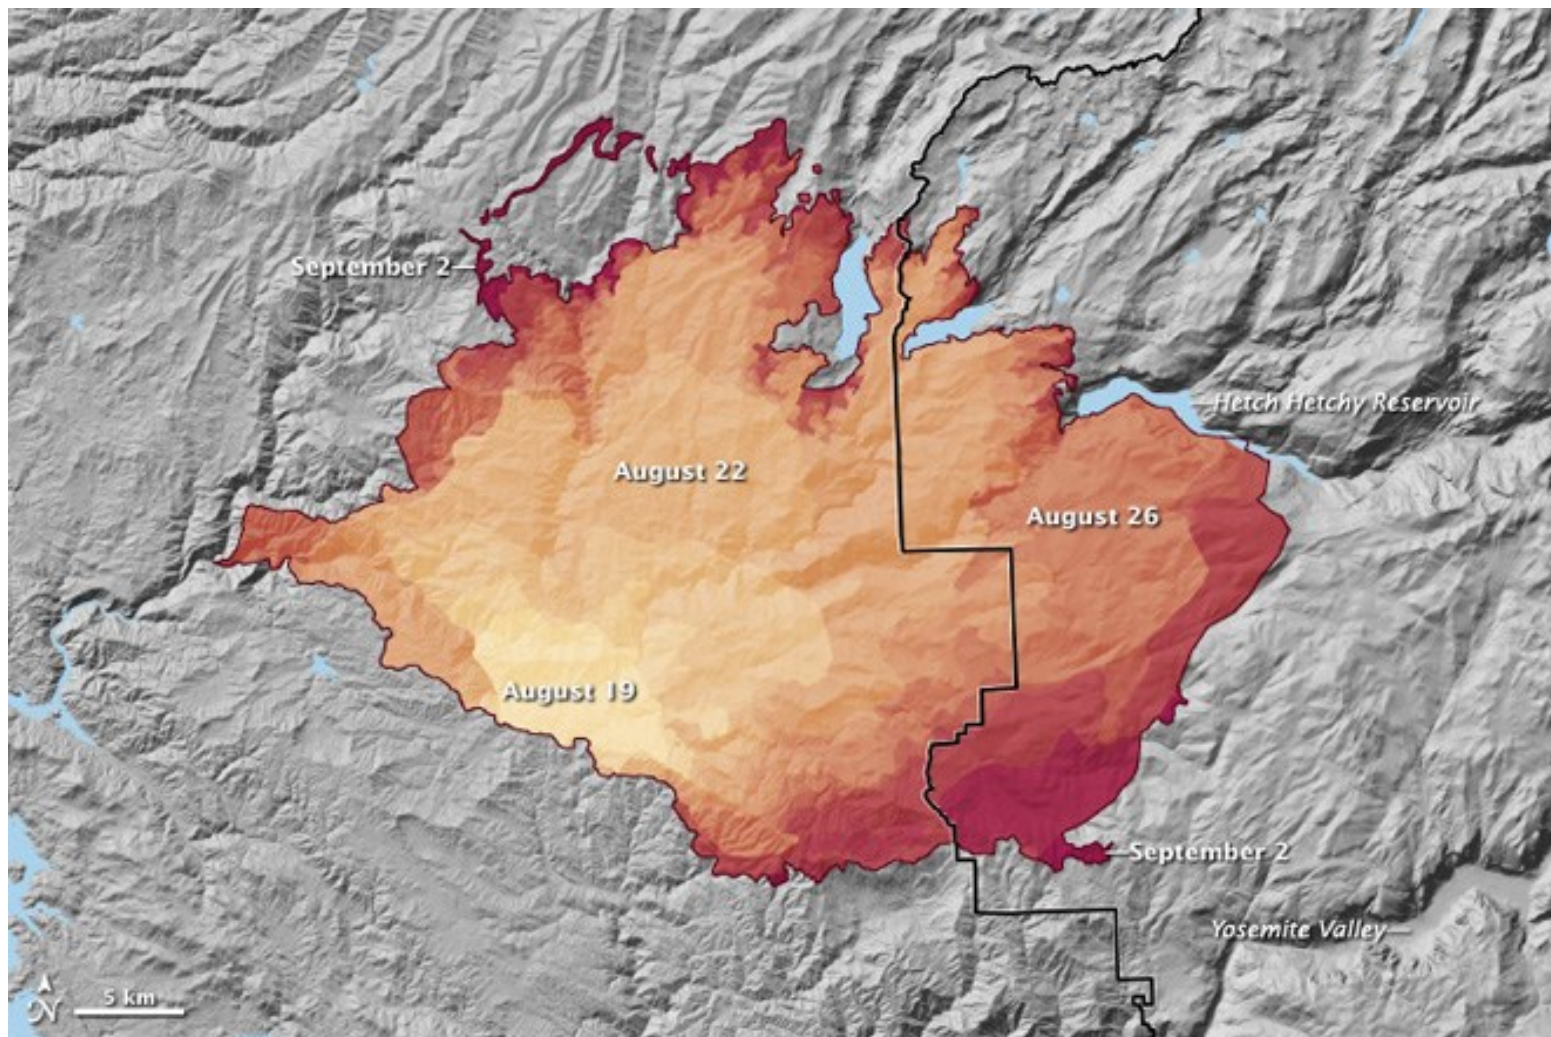 September 2
Hetch Hetchy Reservoir
August 22
August 26
August 19
September 2
Yosemite Valley
N
5 km